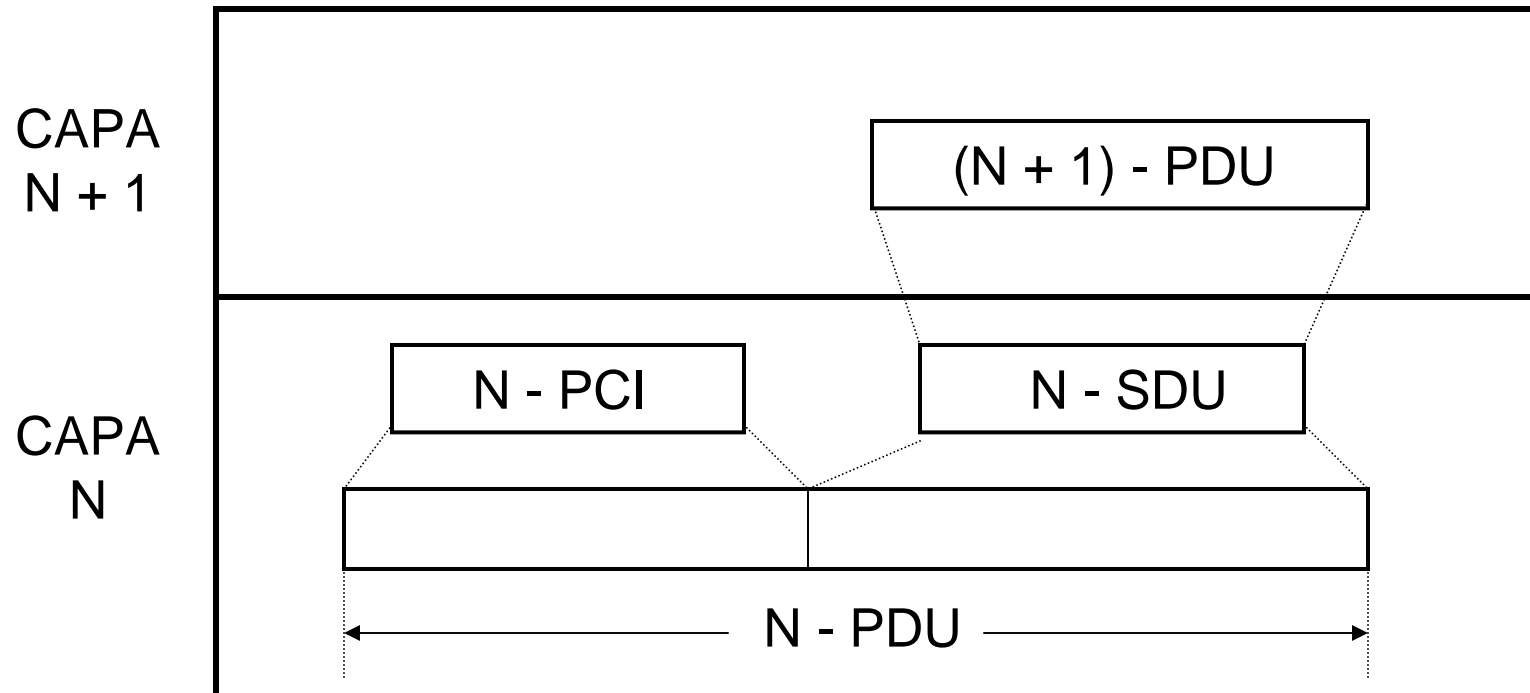 CAPA
N + 1
(N + 1) - PDU
CAPA
N
N - PCI
N - SDU
N - PDU